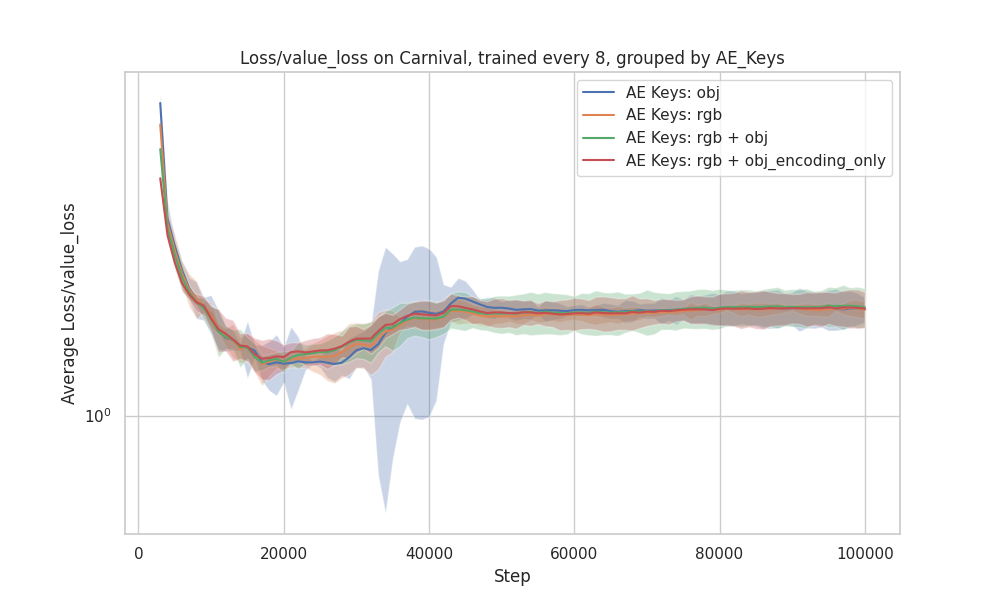 Loss/value_loss on Carnival, trained every 8, grouped by AE_Keys
AE Keys: obj
AE Keys: rgb
AE Keys: rgb + obj
AE Keys: rgb + obj_encoding_only
Average Loss/value_loss
10⁰
0 20000 40000 60000 80000 100000
Step